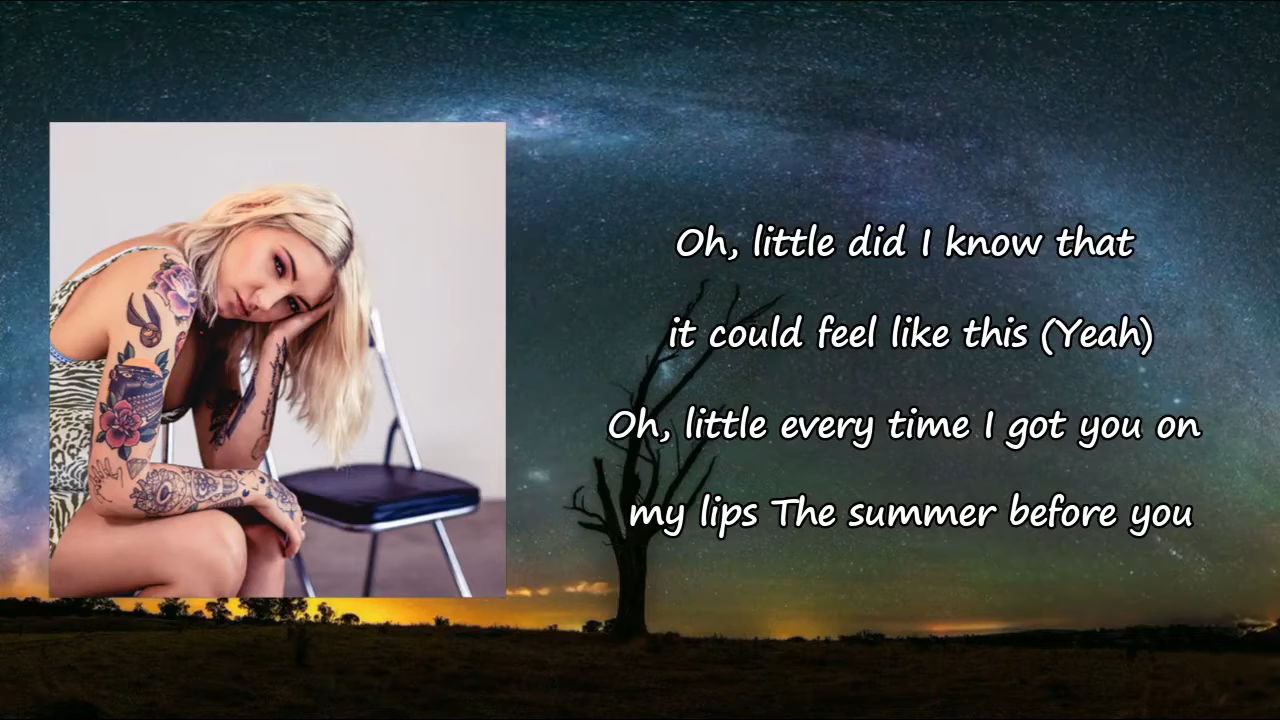 Oh, little did I know that
it could feel like this (Yeah)
Oh, little every time I got you on
my lips The summer before you